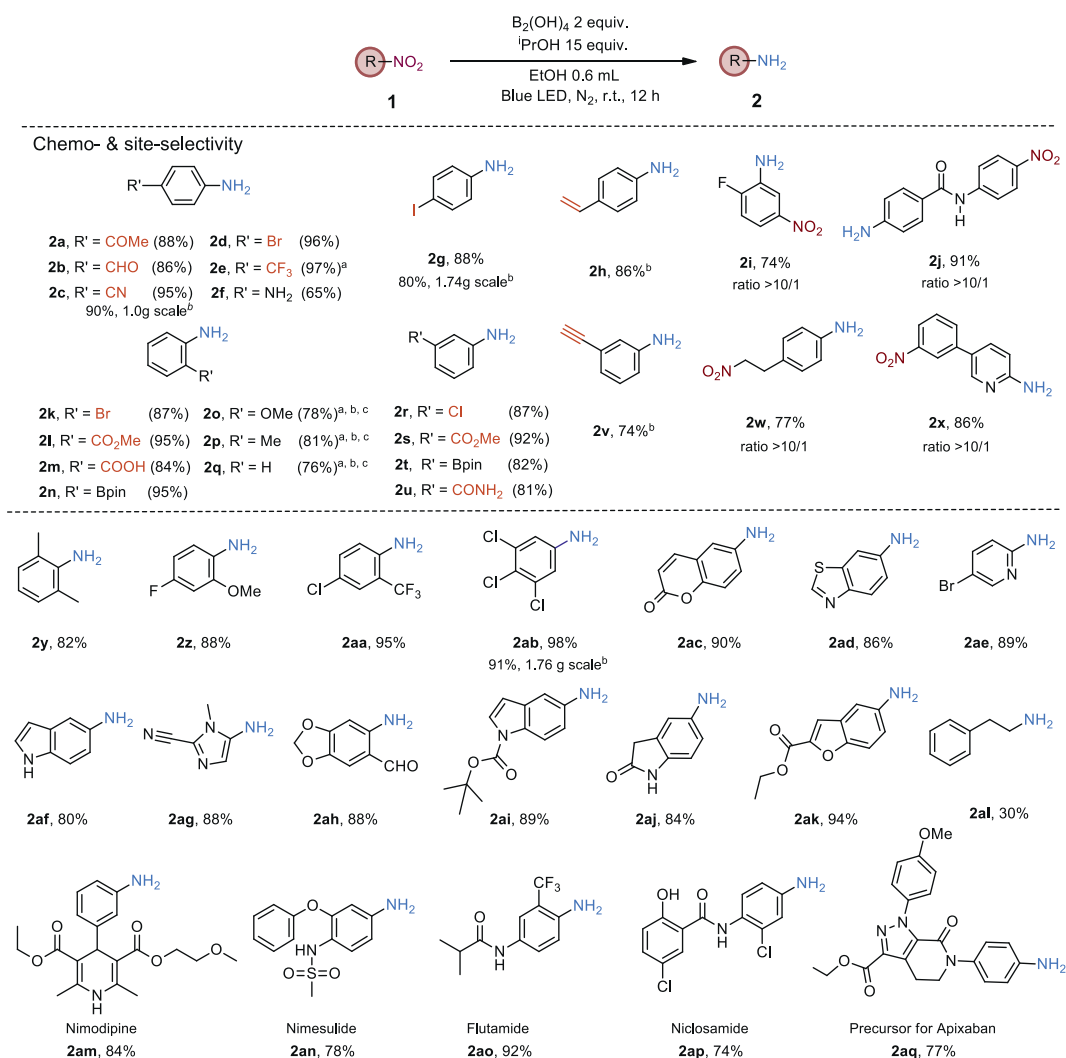 B₂(OH)₄ 2 equiv.
ⁱPrOH 15 equiv.
R NO₂
R NH₂
EtOH 0.6 mL
Blue LED, N₂, r.t., 12 h
1
2
Chemo- & site-selectivity
R' NH₂
2a, R' = COMe (88%) 2d, R' = Br (96%)
2b, R' = CHO (86%) 2e, R' = CF₃ (97%)ᵃ
2c, R' = CN (95%) 2f, R' = NH₂ (65%)
90%, 1.0g scaleᵇ
NH₂
I
2g, 88%
80%, 1.74g scaleᵇ
NH₂
2h, 86%ᵇ
NH₂
F
NO₂
2i, 74%
ratio >10/1
O
NO₂
N
H
H₂N
2j, 91%
ratio >10/1
NH₂
R'
2k, R' = Br (87%) 2o, R' = OMe (78%)ᵃ, ᵇ, ᶜ
2l, R' = CO₂Me (95%) 2p, R' = Me (81%)ᵃ, ᵇ, ᶜ
2m, R' = COOH (84%) 2q, R' = H (76%)ᵃ, ᵇ, ᶜ
2n, R' = Bpin (95%)
R' NH₂
2r, R' = Cl (87%)
2s, R' = CO₂Me (92%)
2t, R' = Bpin (82%)
2u, R' = CONH₂ (81%)
NH₂
2v, 74%ᵇ
NH₂
NO₂
2w, 77%
ratio >10/1
NO₂
N NH₂
2x, 86%
ratio >10/1
NH₂
2y, 82%
NH₂
F OMe
2z, 88%
NH₂
Cl CF₃
2aa, 95%
Cl NH₂
Cl
Cl
2ab, 98%
91%, 1.76 g scaleᵇ
NH₂
O O
2ac, 90%
NH₂
S
N
2ad, 86%
NH₂
Br N
2ae, 89%
NH₂
N
H
2af, 80%
N NH₂
N N
2ag, 88%
O NH₂
O CHO
2ah, 88%
NH₂
N
O
O
2ai, 89%
NH₂
O N
H
2aj, 84%
NH₂
O
O
O
2ak, 94%
NH₂
2al, 30%
NH₂
O O
O O O
N
H
Nimodipine
2am, 84%
O NH₂
HN
O S O
Nimesulide
2an, 78%
CF₃
O NH₂
N
H
Flutamide
2ao, 92%
OH O NH₂
N
H Cl
Cl
Niclosamide
2ap, 74%
OMe
N O
N
O N
O NH₂
Precursor for Apixaban
2aq, 77%